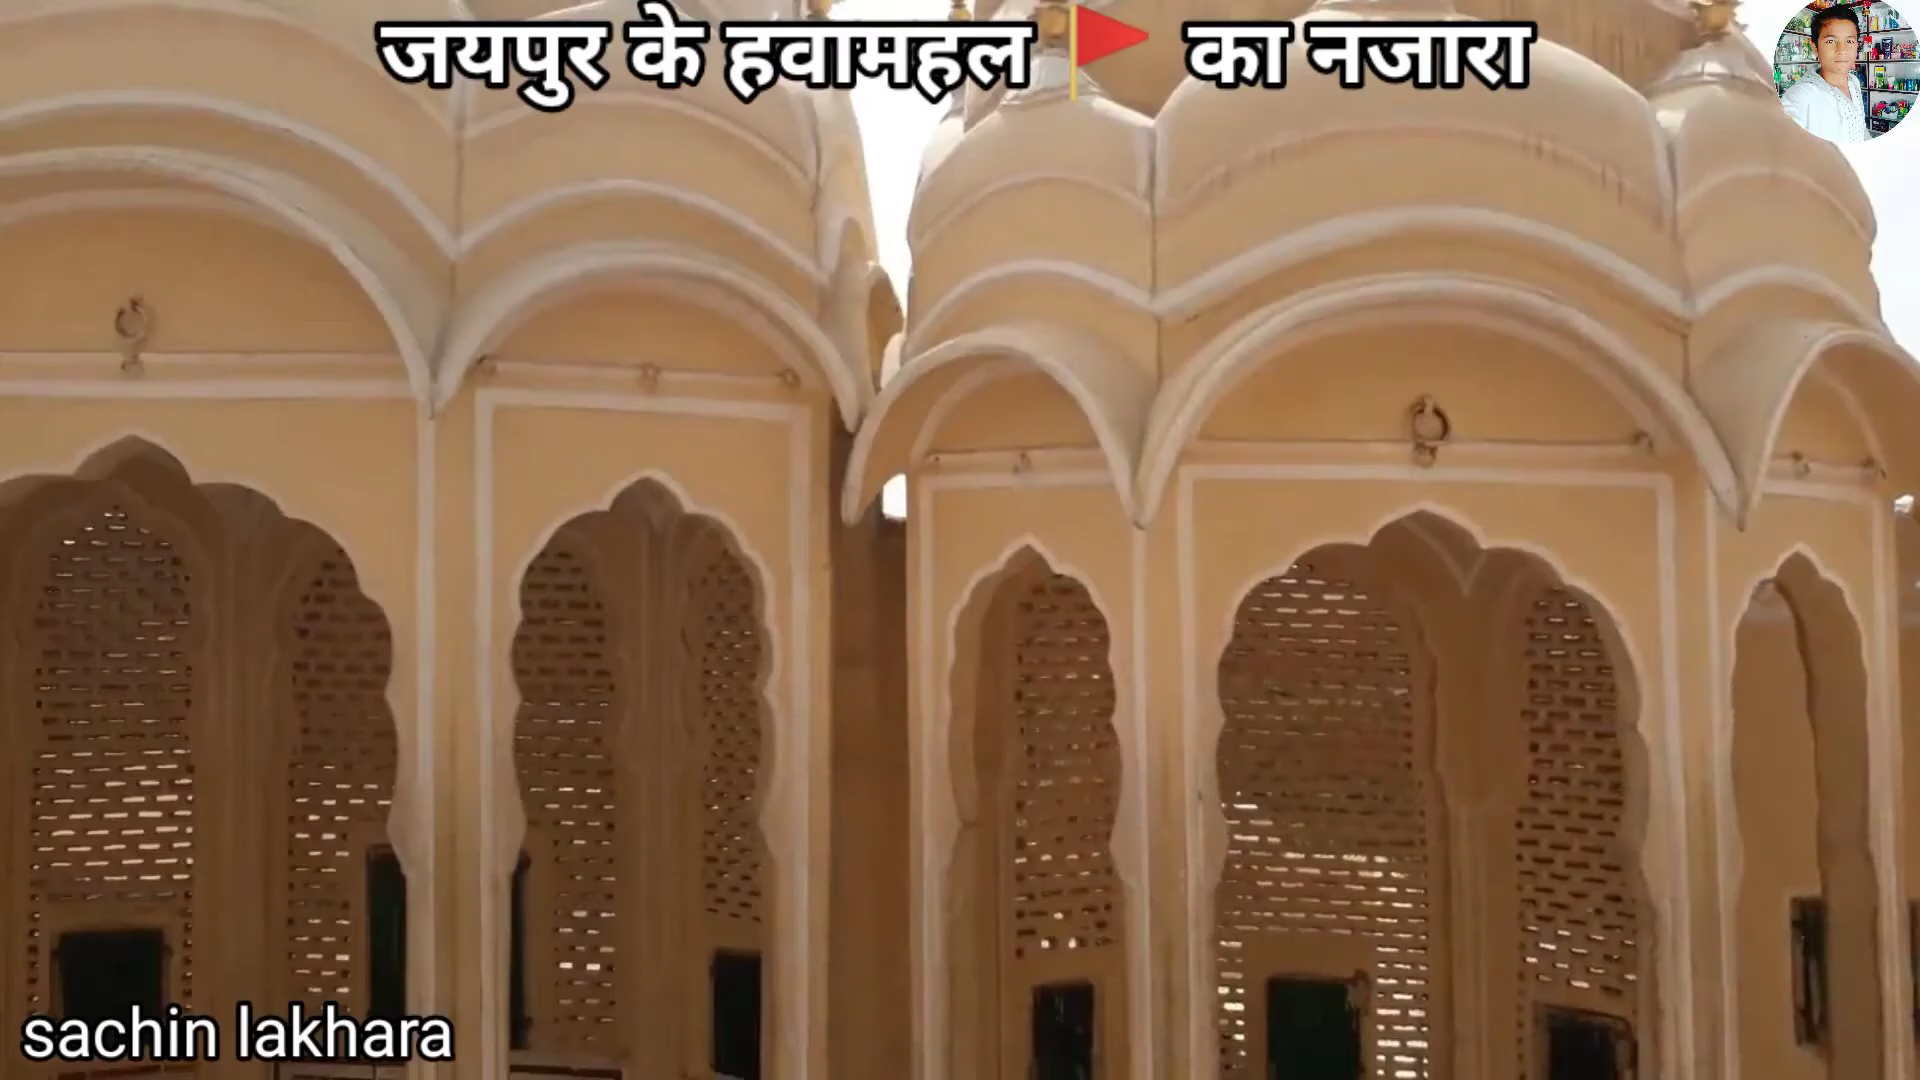 जयपुर के हवामहल 🚩 का नजारा
sachin lakhara